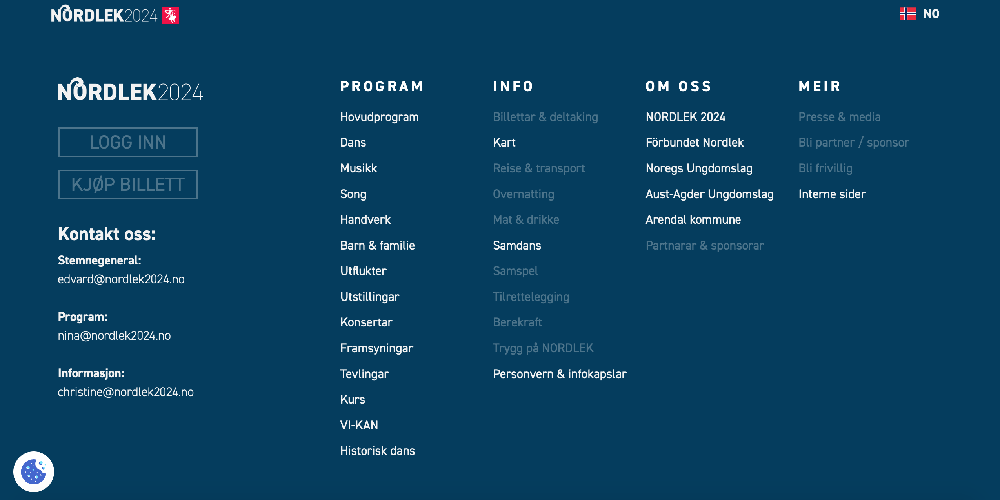 NORDLEK2024
NO
NORDLEK2024
LOGG INN
KJØP BILLETT
Kontakt oss:
Stemnegeneral:
edvard@nordlek2024.no
Program:
nina@nordlek2024.no
Informasjon:
christine@nordlek2024.no
PROGRAM
Hovudprogram
Dans
Musikk
Song
Handverk
Barn & familie
Utflukter
Utstillingar
Konsertar
Framsyningar
Tevlingar
Kurs
VI-KAN
Historisk dans
INFO
Billettar & deltaking
Kart
Reise & transport
Overnatting
Mat & drikke
Samdans
Samspel
Tilrettelegging
Berekraft
Trygg på NORDLEK
Personvern & infokapslar
OM OSS
NORDLEK 2024
Förbundet Nordlek
Noregs Ungdomslag
Aust-Agder Ungdomslag
Arendal kommune
Partnarar & sponsorar
MEIR
Presse & media
Bli partner / sponsor
Bli frivillig
Interne sider